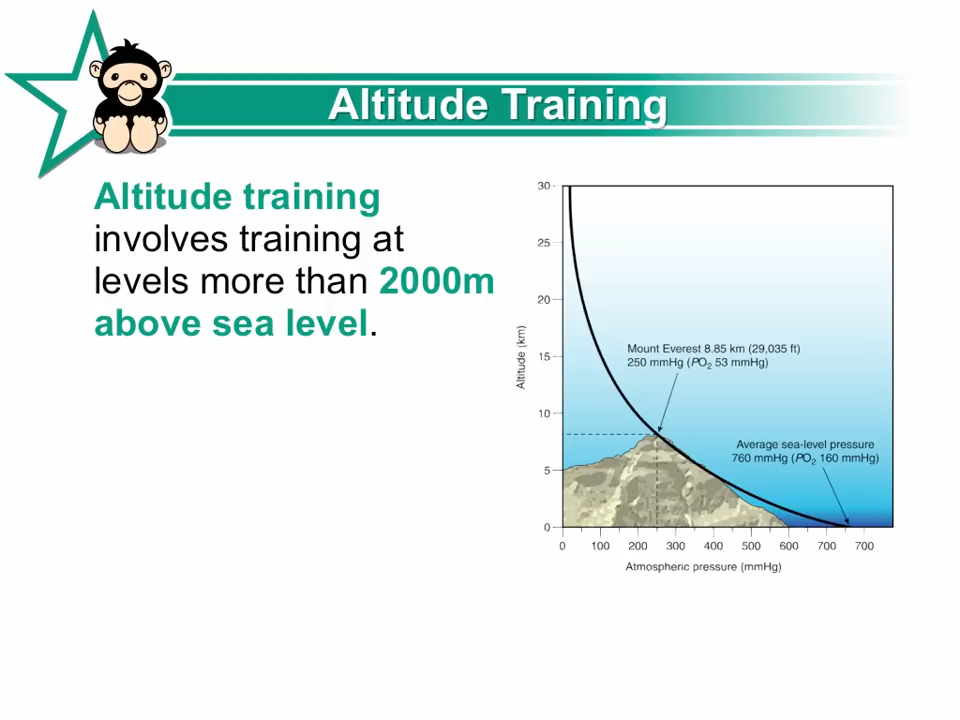 Altitude Training
Altitude training
involves training at
levels more than 2000m
above sea level.
30
25
20
15
10
5
0
Altitude (km)
Mount Everest 8.85 km (29,035 ft)
250 mmHg (PO₂ 53 mmHg)
Average sea-level pressure
760 mmHg (PO₂ 160 mmHg)
0 100 200 300 400 500 600 700 700
Atmospheric pressure (mmHg)